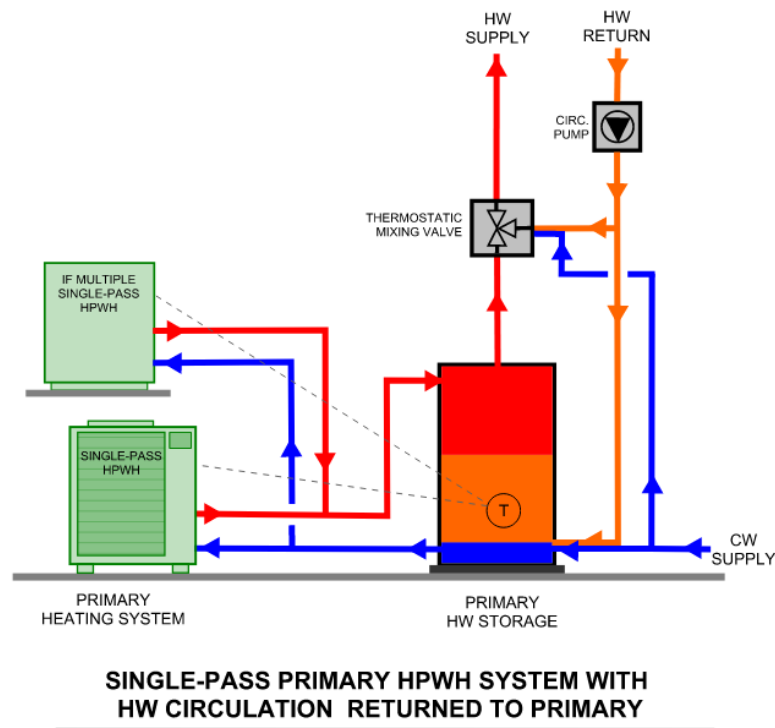 HW
SUPPLY
HW
RETURN
CIRC.
PUMP
THERMOSTATIC
MIXING VALVE
IF MULTIPLE
SINGLE-PASS
HPWH
SINGLE-PASS
HPWH
T
CW
SUPPLY
PRIMARY
HEATING SYSTEM
PRIMARY
HW STORAGE
SINGLE-PASS PRIMARY HPWH SYSTEM WITH
HW CIRCULATION RETURNED TO PRIMARY